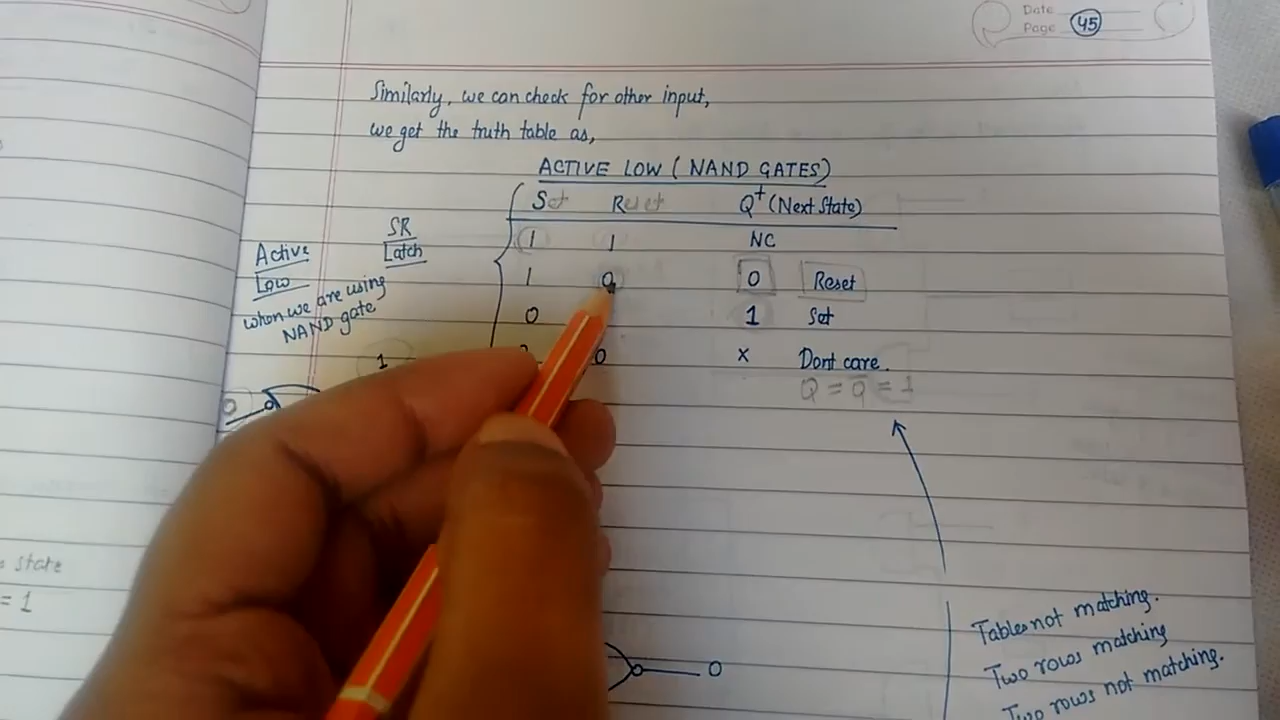 Date
Page 45
Similarly, we can check for other input,
we get the truth table as,
ACTIVE LOW (NAND GATES)
Set Reset Q+ (Next State)
1 1 NC
1 0 0 Reset
0 1 Set
0 x Dont care.
Q = Q̅ = 1
SR
Latch
Active
Low
when we are using
NAND gate
1
0
state
= 1
0
Tables not matching.
Two rows matching
Two rows not matching.